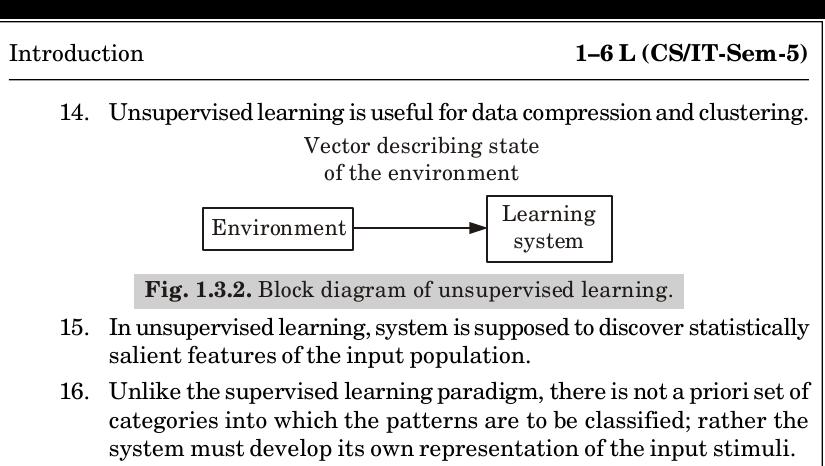 Introduction 1–6 L (CS/IT-Sem-5)
14. Unsupervised learning is useful for data compression and clustering.
Vector describing state
of the environment
Environment
Learning
system
Fig. 1.3.2. Block diagram of unsupervised learning.
15. In unsupervised learning, system is supposed to discover statistically
salient features of the input population.
16. Unlike the supervised learning paradigm, there is not a priori set of
categories into which the patterns are to be classified; rather the
system must develop its own representation of the input stimuli.